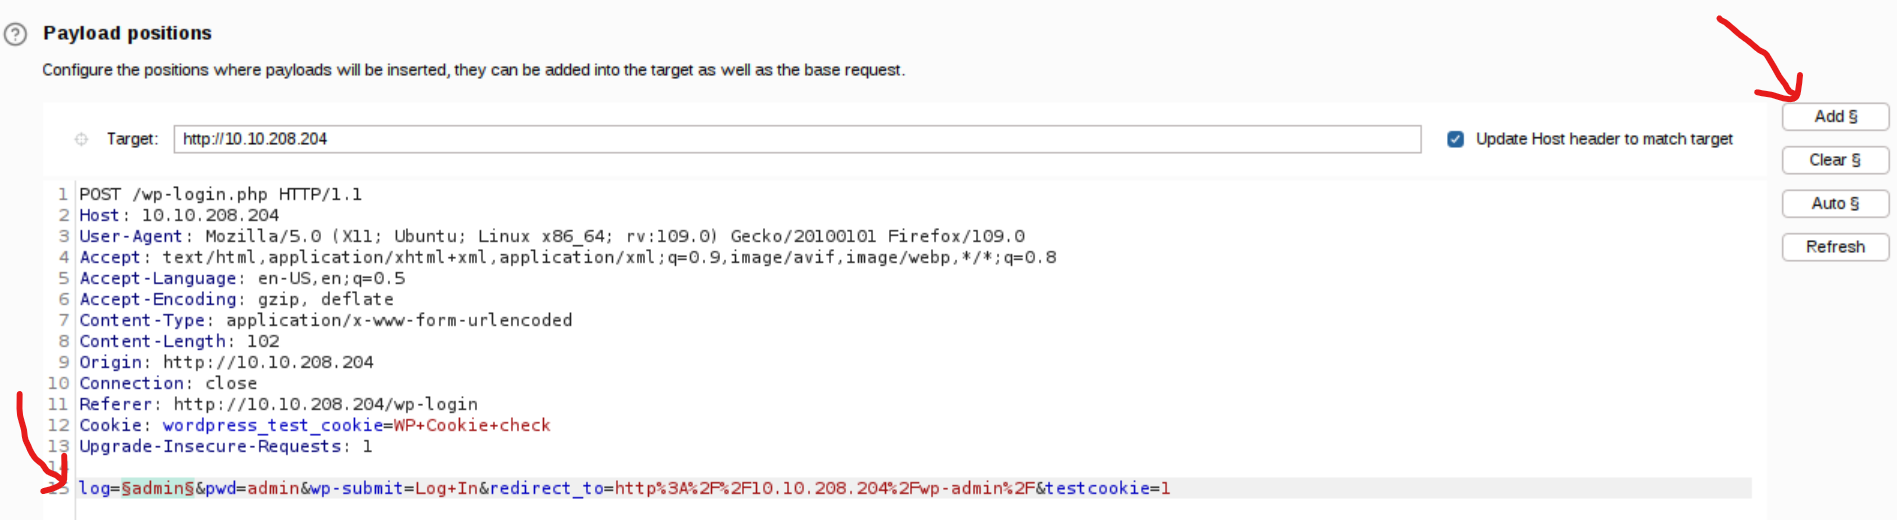 Payload positions
Configure the positions where payloads will be inserted, they can be added into the target as well as the base request.
Target: http://10.10.208.204 Update Host header to match target
Add §
Clear §
Auto §
Refresh
1 POST /wp-login.php HTTP/1.1
2 Host: 10.10.208.204
3 User-Agent: Mozilla/5.0 (X11; Ubuntu; Linux x86_64; rv:109.0) Gecko/20100101 Firefox/109.0
4 Accept: text/html,application/xhtml+xml,application/xml;q=0.9,image/avif,image/webp,*/*;q=0.8
5 Accept-Language: en-US,en;q=0.5
6 Accept-Encoding: gzip, deflate
7 Content-Type: application/x-www-form-urlencoded
8 Content-Length: 102
9 Origin: http://10.10.208.204
10 Connection: close
11 Referer: http://10.10.208.204/wp-login
12 Cookie: wordpress_test_cookie=WP+Cookie+check
13 Upgrade-Insecure-Requests: 1
14
15 log=§admin§&pwd=admin&wp-submit=Log+In&redirect_to=http%3A%2F%2F10.10.208.204%2Fwp-admin%2F&testcookie=1